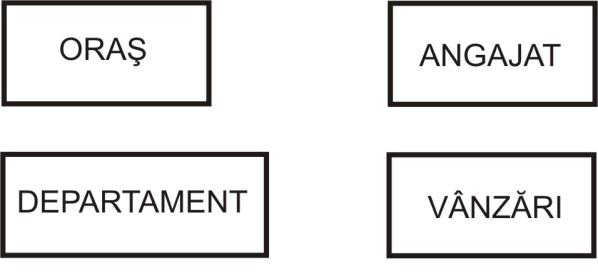 ORAŞ
ANGAJAT
DEPARTAMENT
VÂNZĂRI